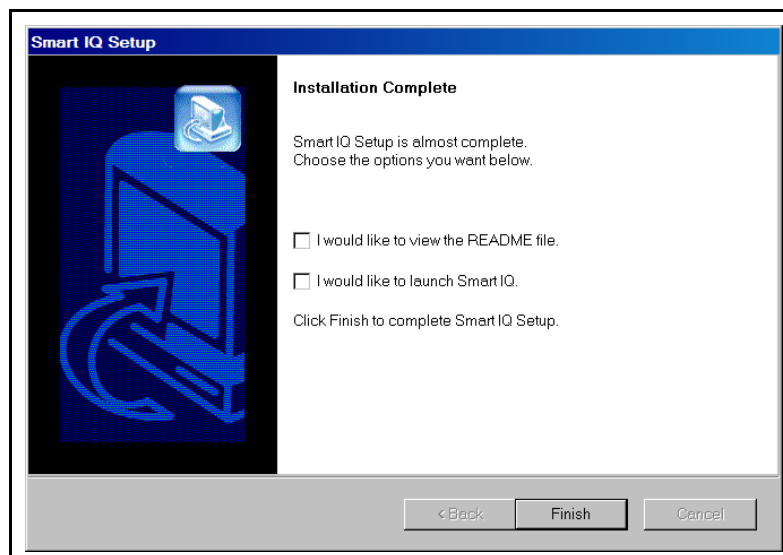 Smart IQ Setup
Installation Complete
Smart IQ Setup is almost complete.
Choose the options you want below.
I would like to view the README file.
I would like to launch Smart IQ.
Click Finish to complete Smart IQ Setup.
< Back
Finish
Cancel